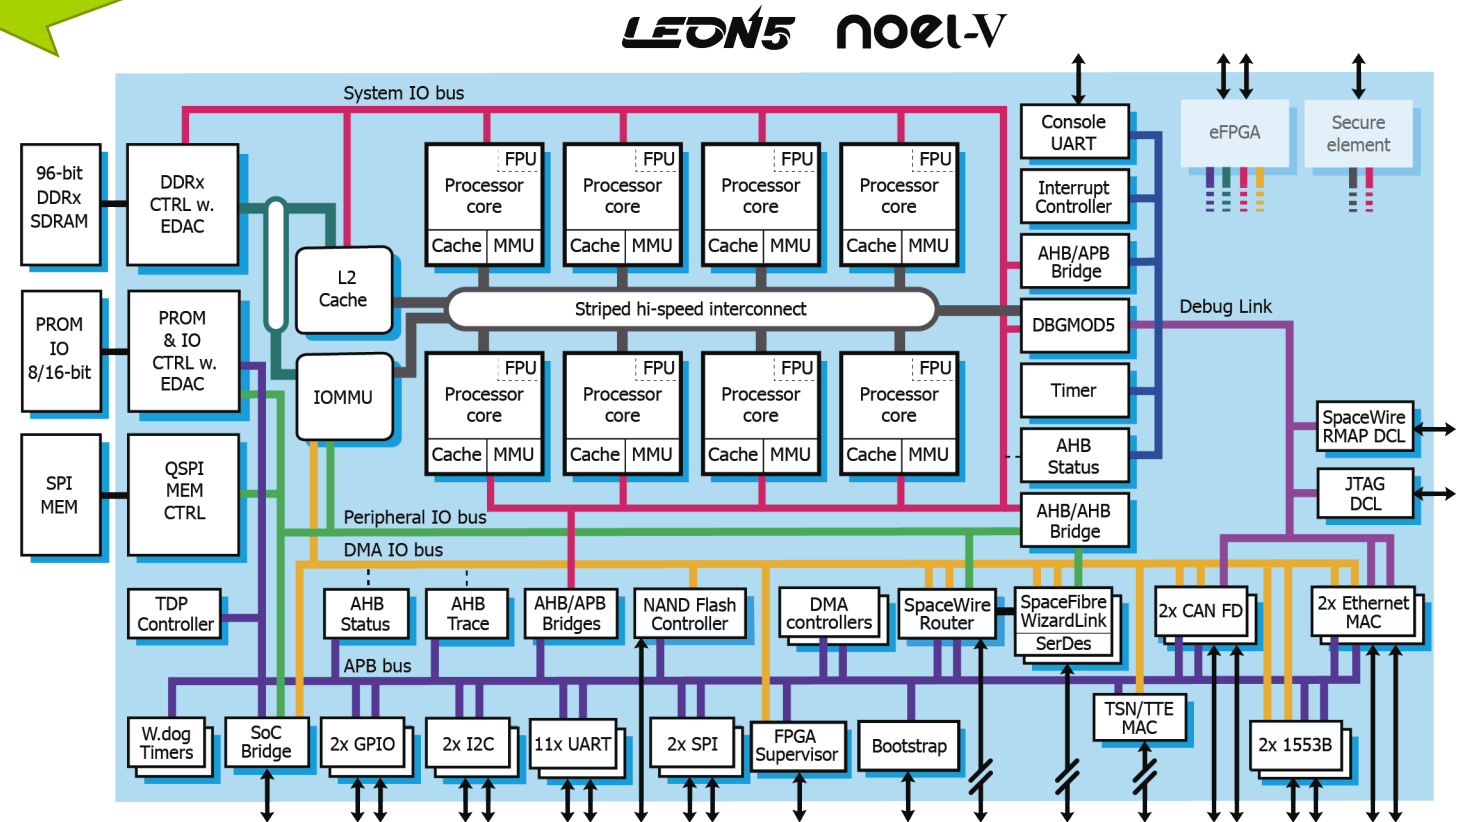 LEON5 NOEL-V
System IO bus
Console
UART
eFPGA
Secure
element
96-bit
DDRx
SDRAM
DDRx
CTRL w.
EDAC
FPU
Processor
core
Cache MMU
FPU
Processor
core
Cache MMU
FPU
Processor
core
Cache MMU
FPU
Processor
core
Cache MMU
Interrupt
Controller
AHB/APB
Bridge
L2
Cache
Striped hi-speed interconnect
DBGMOD5
Debug Link
PROM
IO
8/16-bit
PROM
& IO
CTRL w.
EDAC
IOMMU
FPU
Processor
core
Cache MMU
FPU
Processor
core
Cache MMU
FPU
Processor
core
Cache MMU
FPU
Processor
core
Cache MMU
Timer
AHB
Status
SpaceWire
RMAP DCL
JTAG
DCL
SPI
MEM
QSPI
MEM
CTRL
Peripheral IO bus
AHB/AHB
Bridge
DMA IO bus
TDP
Controller
AHB
Status
AHB
Trace
AHB/APB
Bridges
NAND Flash
Controller
DMA
controllers
SpaceWire
Router
SpaceFibre
WizardLink
SerDes
2x CAN FD
2x Ethernet
MAC
APB bus
W.dog
Timers
SoC
Bridge
2x GPIO
2x I2C
11x UART
2x SPI
FPGA
Supervisor
Bootstrap
TSN/TTE
MAC
2x 1553B